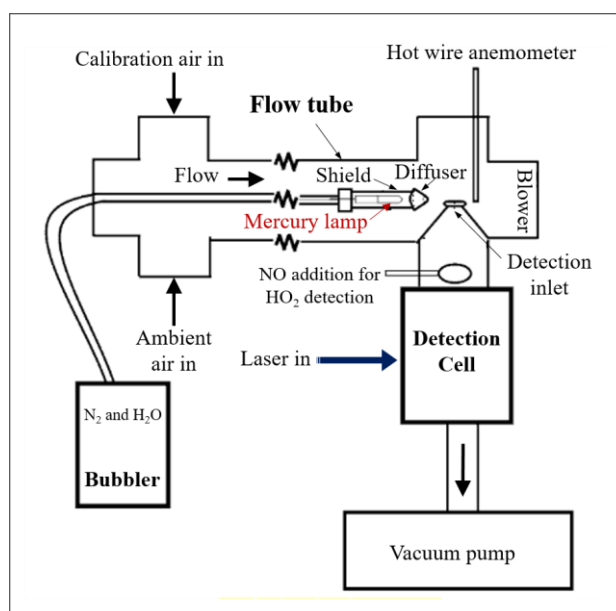 Calibration air in
Hot wire anemometer
Flow tube
Flow
Shield
Diffuser
Mercury lamp
Blower
Detection
inlet
NO addition for
HO₂ detection
Ambient
air in
Laser in
Detection
Cell
N₂ and H₂O
Bubbler
Vacuum pump